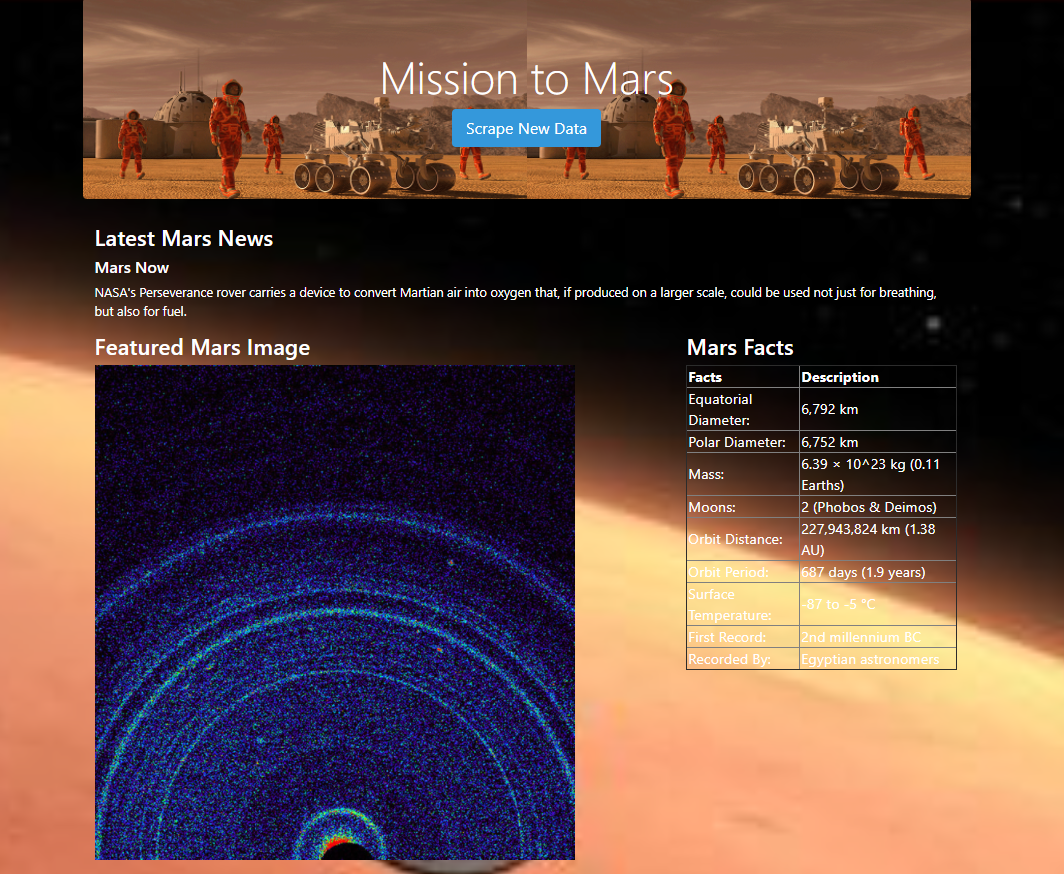 Mission to Mars
Scrape New Data
Latest Mars News
Mars Now
NASA's Perseverance rover carries a device to convert Martian air into oxygen that, if produced on a larger scale, could be used not just for breathing,
but also for fuel.
Featured Mars Image
Mars Facts
Facts Description
Equatorial
Diameter: 6,792 km
Polar Diameter: 6,752 km
Mass: 6.39 × 10^23 kg (0.11
Earths)
Moons: 2 (Phobos & Deimos)
Orbit Distance: 227,943,824 km (1.38
AU)
Orbit Period: 687 days (1.9 years)
Surface
Temperature: -87 to -5 °C
First Record: 2nd millennium BC
Recorded By: Egyptian astronomers